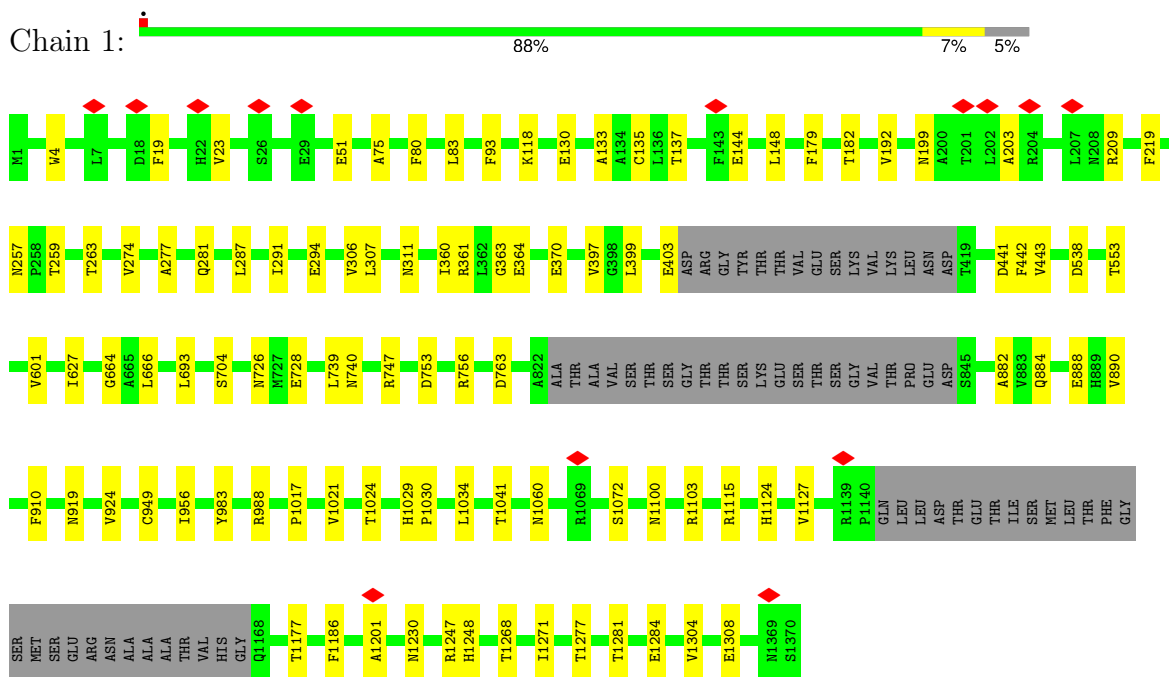 Chain 1:
88% 7% 5%
M1 W4 L7 D18 F19 H22 V23 S26 E29 E51 A75 F80 L83 F93 K118 E130 A133 A134 C135 L136 T137 F143 E144 L148 F179 T182 V192 N199 A200 T201 L202 A203 R204 L207 N208 R209 F219
N257 P258 T259 T263 V274 A277 Q281 L287 I291 E294 V306 L307 N311 I360 R361 L362 G363 E364 E370 V397 G398 L399 E403 ASP ARG GLY TYR THR THR VAL GLU SER LYS VAL LYS LEU ASN ASP T419 D441 F442 V443 D538 T553
V601 I627 G664 A665 L666 L693 S704 N726 M727 E728 L739 N740 R747 D753 R756 D763 A822 ALA THR ALA VAL SER THR SER GLY THR THR SER LYS GLU SER THR SER GLY VAL THR PRO GLU ASP S845 A882 V883 Q884 E888 H889 V890
F910 N919 V924 C949 I956 Y983 R988 P1017 V1021 T1024 H1029 P1030 L1034 T1041 N1060 R1069 S1072 N1100 R1103 R1115 H1124 V1127 R1139 P1140 GLN LEU LEU ASP THR GLU THR ILE SER MET LEU THR PHE GLY
SER MET SER GLU ARG ASN ALA ALA ALA THR VAL HIS GLY Q1168 T1177 F1186 A1201 N1230 R1247 H1248 T1268 I1271 T1277 T1281 E1284 V1304 E1308 N1369 S1370